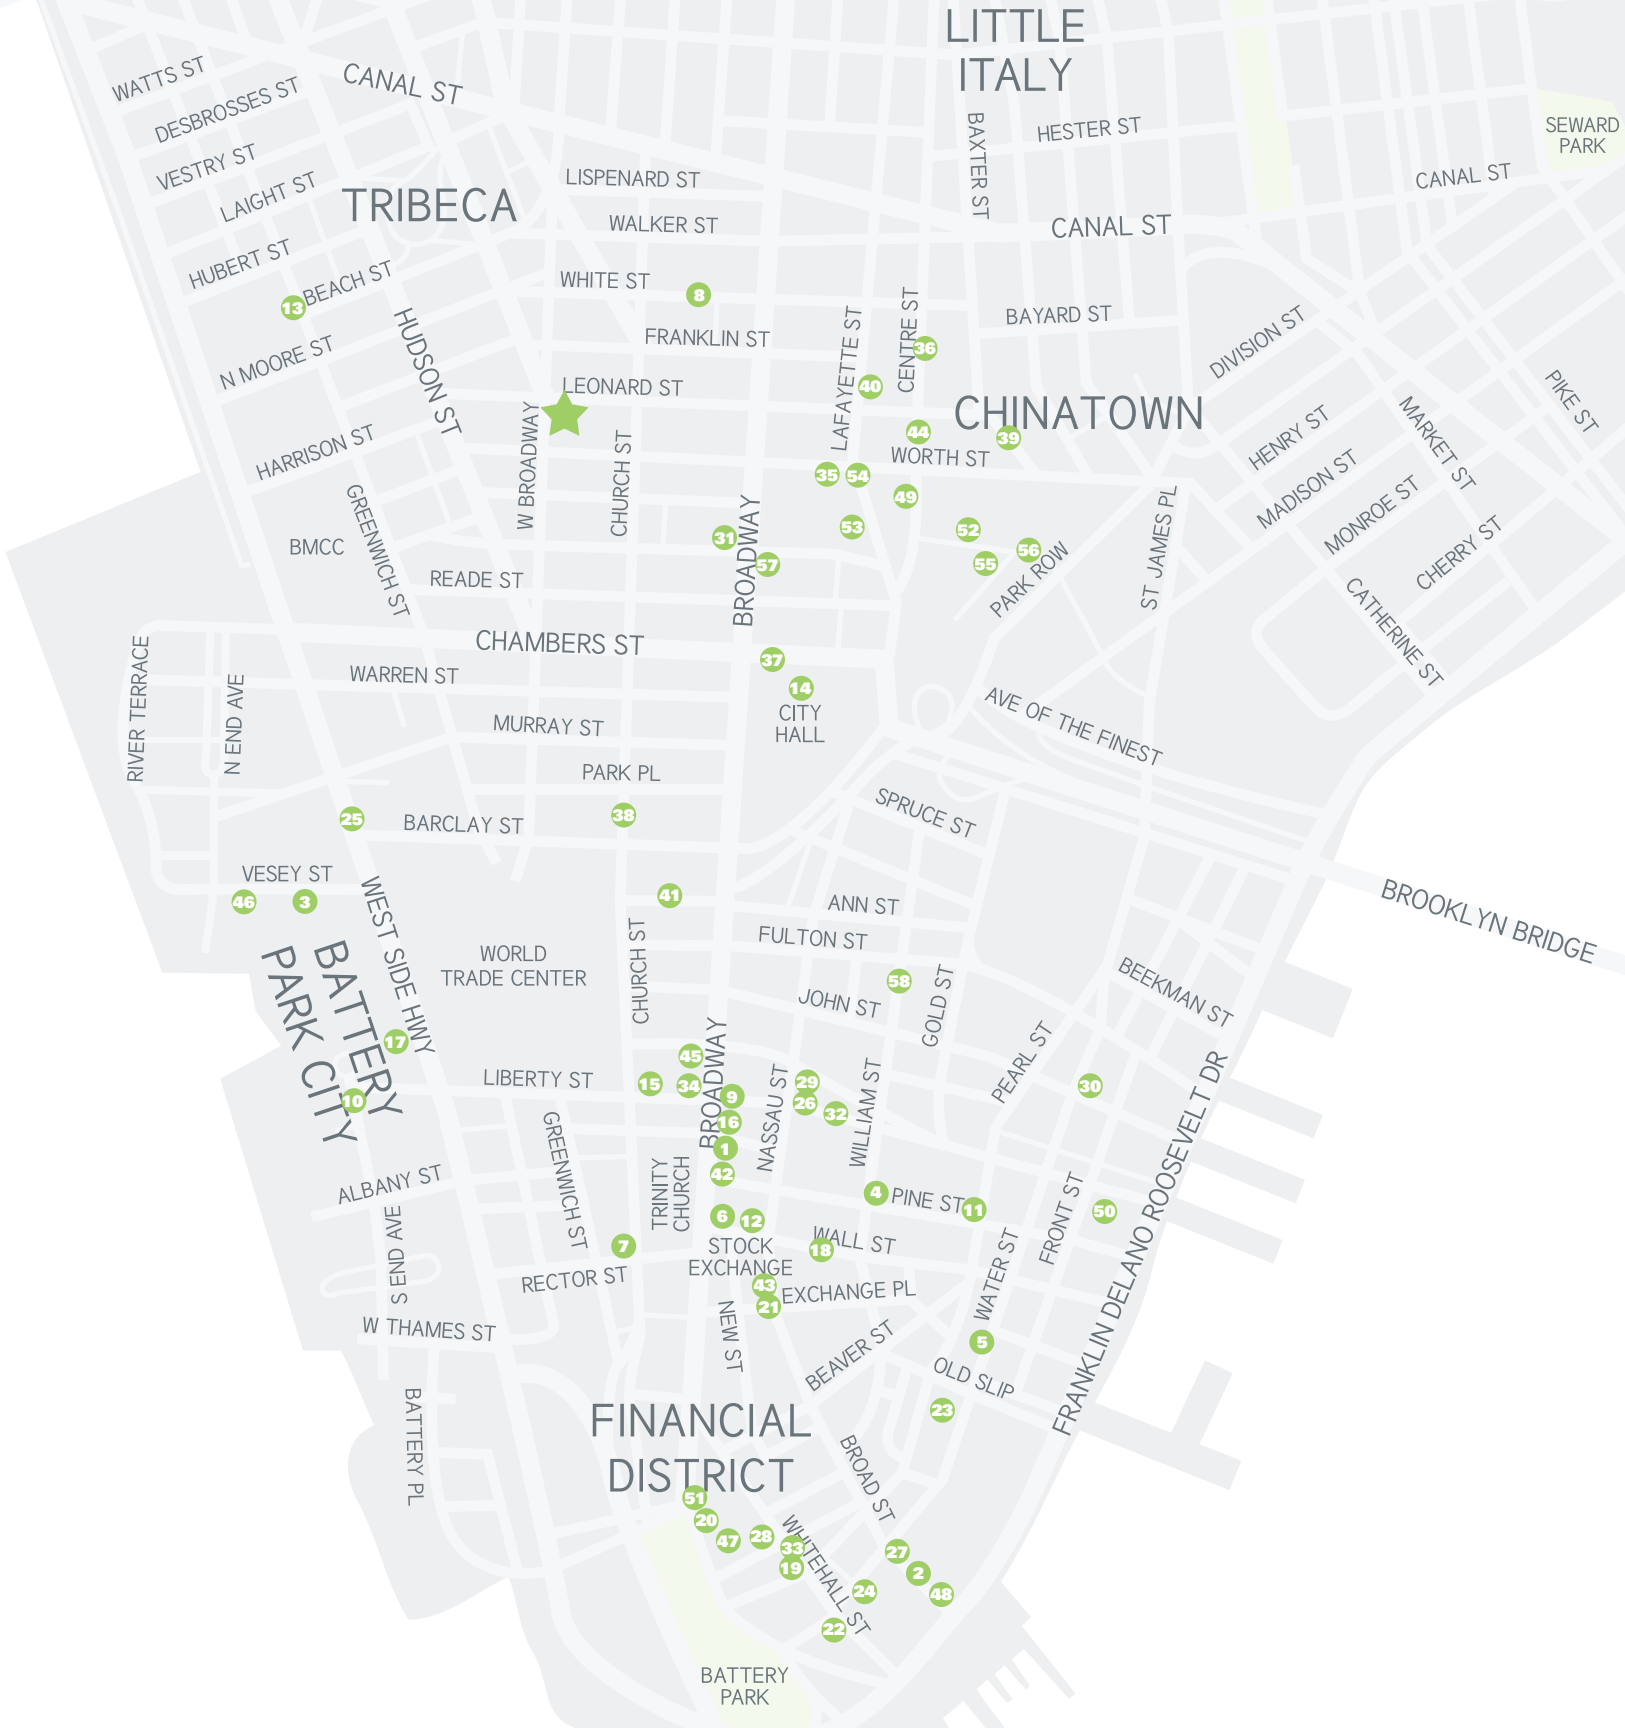 LITTLE
ITALY
WATTS ST
CANAL ST
DESBROSSES ST
BAXTER ST
HESTER ST
SEWARD
PARK
VESTRY ST
LAIGHT ST
LISPENARD ST
CANAL ST
TRIBECA
WALKER ST
CANAL ST
HUBERT ST
BEACH ST
13
WHITE ST
8
LAFAYETTE ST
CENTRE ST
BAYARD ST
DIVISION ST
HUDSON ST
N MOORE ST
FRANKLIN ST
36
LEONARD ST
40
CHINATOWN
PIKE ST
MARKET ST
HENRY ST
HARRISON ST
W BROADWAY
CHURCH ST
44
39
WORTH ST
35
54
49
MADISON ST
MONROE ST
GREENWICH ST
BMCC
31
BROADWAY
53
52
56
55
57
PARK ROW
ST JAMES PL
CHERRY ST
CATHERINE ST
READE ST
CHAMBERS ST
37
14
CITY
HALL
RIVER TERRACE
N END AVE
WARREN ST
MURRAY ST
AVE OF THE FINEST
PARK PL
25
BARCLAY ST
38
SPRUCE ST
VESEY ST
46
3
WEST SIDE HWY
41
ANN ST
BROOKLYN BRIDGE
FULTON ST
BATTERY
PARK CITY
WORLD
TRADE CENTER
CHURCH ST
58
JOHN ST
GOLD ST
BEEKMAN ST
17
45
BROADWAY
PEARL ST
LIBERTY ST
15
34
9
NASSAU ST
29
26
32
WILLIAM ST
30
10
16
1
42
GREENWICH ST
TRINITY
CHURCH
ALBANY ST
S END AVE
4
PINE ST
11
50
FRONT ST
FRANKLIN DELANO ROOSEVELT DR
6
12
7
STOCK
EXCHANGE
WALL ST
18
WATER ST
RECTOR ST
43
21
EXCHANGE PL
W THAMES ST
NEW ST
BEAVER ST
5
OLD SLIP
BATTERY PL
23
FINANCIAL
DISTRICT
BROAD ST
51
20
47
28
33
19
WHITEHALL ST
27
2
48
24
22
BATTERY
PARK